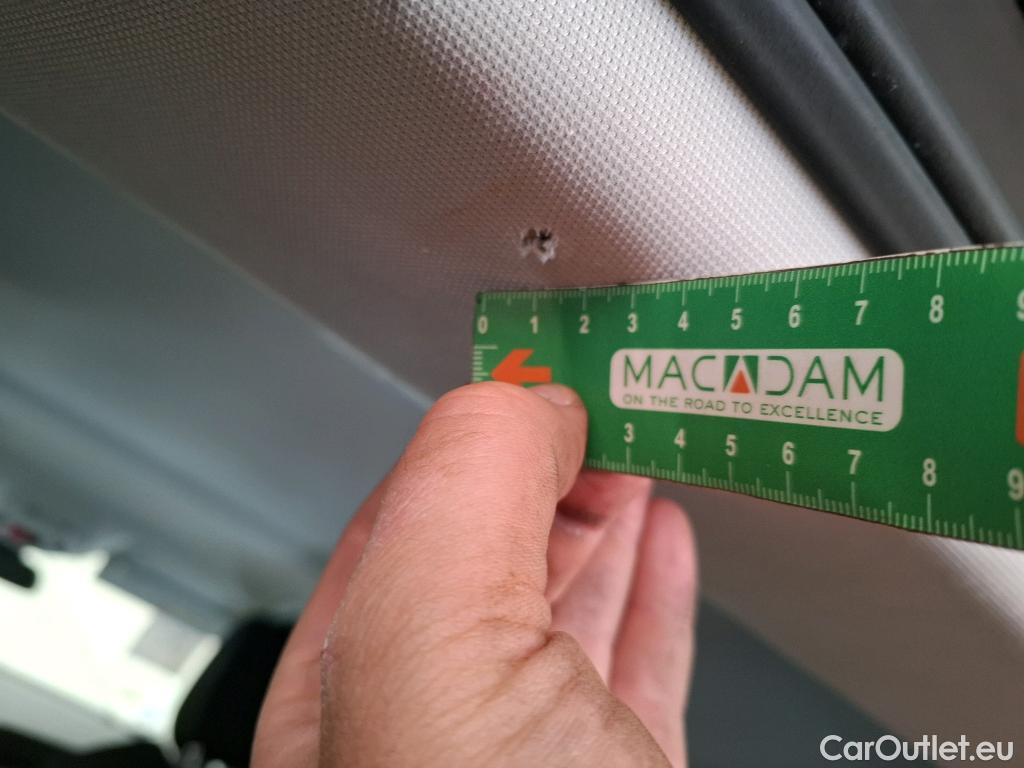 0 1 2 3 4 5 6 7 8 9
MACADAM
ON THE ROAD TO EXCELLENCE
3 4 5 6 7 8 9
CarOutlet.eu